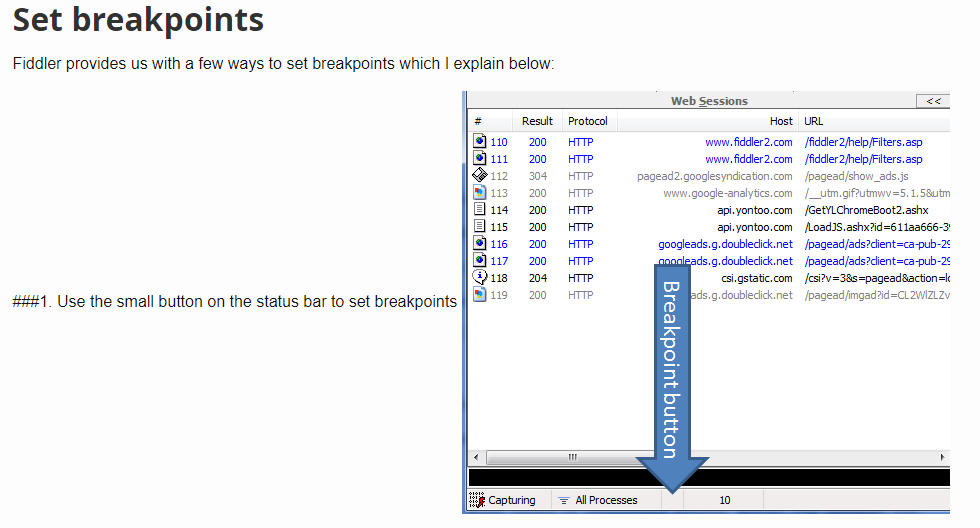 Set breakpoints
Fiddler provides us with a few ways to set breakpoints which I explain below:
###1. Use the small button on the status bar to set breakpoints
Web Sessions <<
# Result Protocol Host URL
110 200 HTTP www.fiddler2.com /fiddler2/help/Filters.asp
111 200 HTTP www.fiddler2.com /fiddler2/help/Filters.asp
112 304 HTTP pagead2.googlesyndication.com /pagead/show_ads.js
113 200 HTTP www.google-analytics.com /__utm.gif?utmwv=5.1.5&utm
114 200 HTTP api.yontoo.com /GetYLChromeBoot2.ashx
115 200 HTTP api.yontoo.com /LoadJS.ashx?id=611aa666-39
116 200 HTTP googleads.g.doubleclick.net /pagead/ads?client=ca-pub-29
117 200 HTTP googleads.g.doubleclick.net /pagead/ads?client=ca-pub-29
118 204 HTTP csi.gstatic.com /csi?v=3&s=pagead&action=
119 200 HTTP ads.g.doubleclick.net /pagead/imgad?id=CL2WlZLZv
Breakpoint button
Capturing All Processes 10